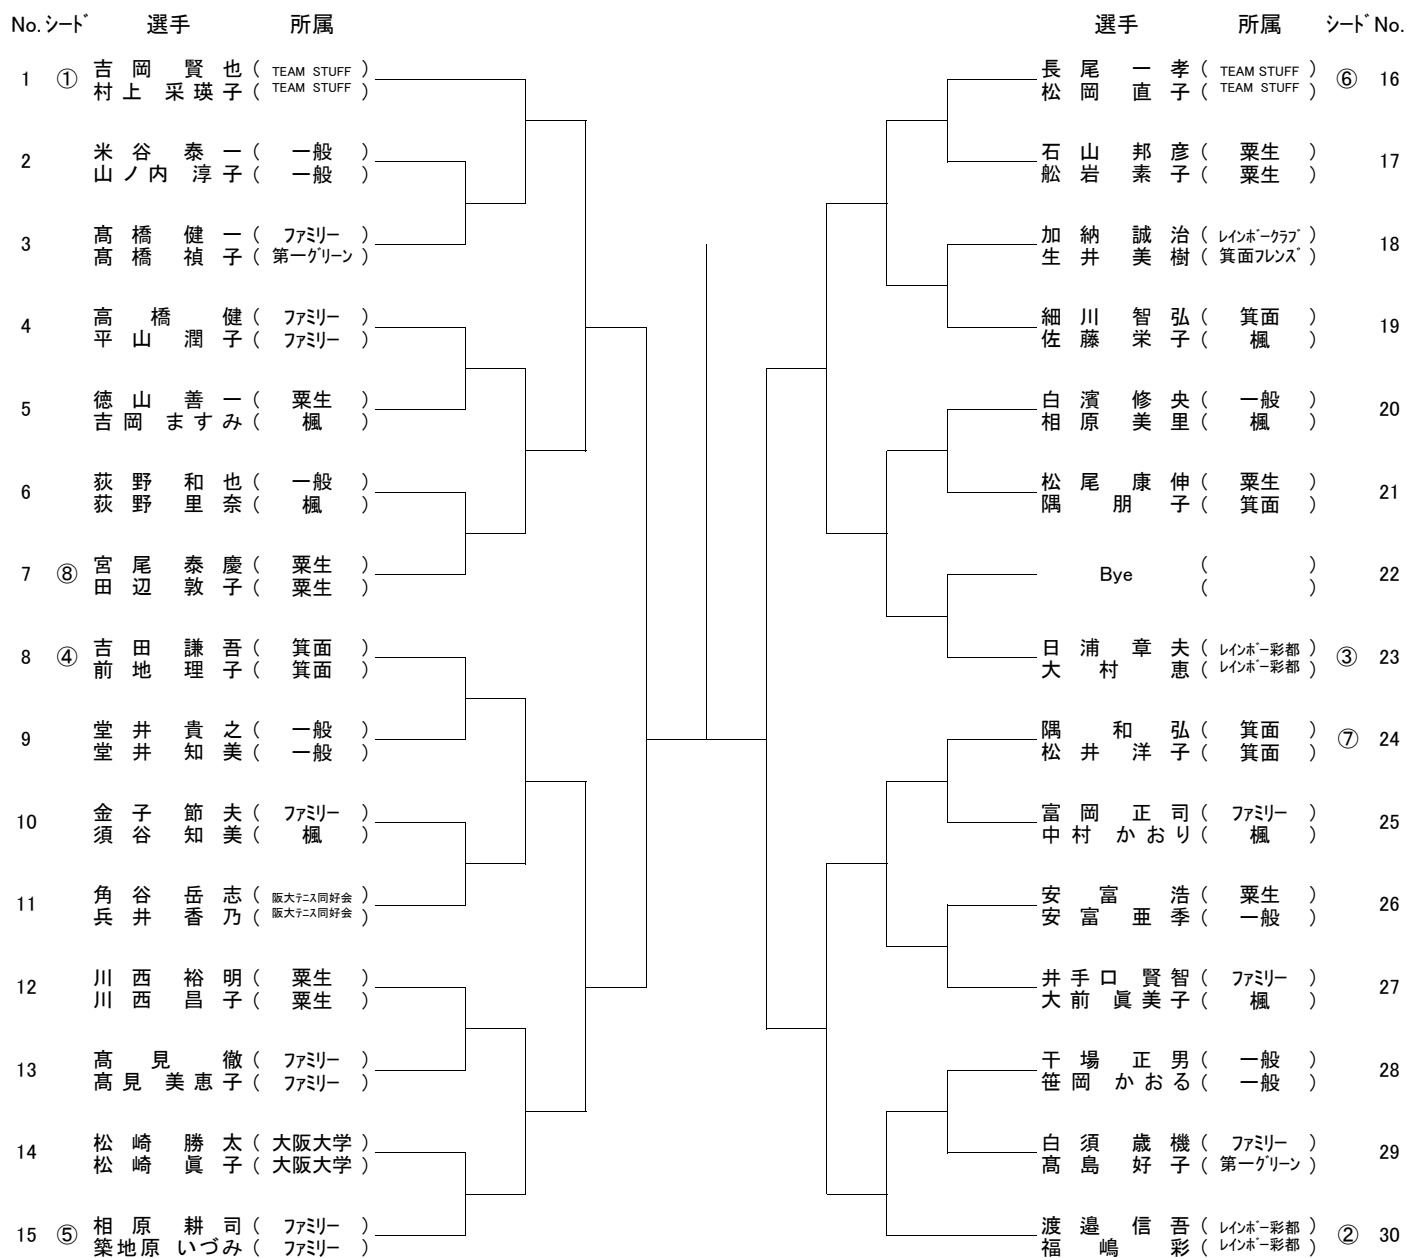 No. シード 選手 所属
1 ① 吉岡 賢也 ( TEAM STUFF )
村上 采瑛子 ( TEAM STUFF )
2 米谷 泰一 ( 一般 )
山ノ内 淳子 ( 一般 )
3 髙橋 健一 ( ファミリー )
髙橋 禎子 ( 第一グリーン )
4 高橋 健 ( ファミリー )
平山 潤子 ( ファミリー )
5 徳山 善一 ( 粟生 )
吉岡 ますみ ( 楓 )
6 荻野 和也 ( 一般 )
荻野 里奈 ( 楓 )
7 ⑧ 宮尾 泰慶 ( 粟生 )
田辺 敦子 ( 粟生 )
8 ④ 吉田 謙吾 ( 箕面 )
前地 理子 ( 箕面 )
9 堂井 貴之 ( 一般 )
堂井 知美 ( 一般 )
10 金子 節夫 ( ファミリー )
須谷 知美 ( 楓 )
11 角谷 岳志 ( 阪大テニス同好会 )
兵井 香乃 ( 阪大テニス同好会 )
12 川西 裕明 ( 粟生 )
川西 昌子 ( 粟生 )
13 髙見 徹 ( ファミリー )
髙見 美恵子 ( ファミリー )
14 松崎 勝太 ( 大阪大学 )
松崎 眞子 ( 大阪大学 )
15 ⑤ 相原 耕司 ( ファミリー )
築地原 いづみ ( ファミリー )
選手 所属 シード No.
長尾 一孝 ( TEAM STUFF ) ⑥ 16
松岡 直子 ( TEAM STUFF )
石山 邦彦 ( 粟生 ) 17
舩岩 素子 ( 粟生 )
加納 誠治 ( レインボークラブ ) 18
生井 美樹 ( 箕面フレンズ )
細川 智弘 ( 箕面 ) 19
佐藤 栄子 ( 楓 )
白濱 修央 ( 一般 ) 20
相原 美里 ( 楓 )
松尾 康伸 ( 粟生 ) 21
隅 朋子 ( 箕面 )
Bye ( ) 22
( )
日浦 章夫 ( レインボー彩都 ) ③ 23
大村 恵 ( レインボー彩都 )
隅 和弘 ( 箕面 ) ⑦ 24
松井 洋子 ( 箕面 )
富岡 正司 ( ファミリー ) 25
中村 かおり ( 楓 )
安富 浩 ( 粟生 ) 26
安富 亜季 ( 一般 )
井手口 賢智 ( ファミリー ) 27
大前 眞美子 ( 楓 )
干場 正男 ( 一般 ) 28
笹岡 かおる ( 一般 )
白須 歳機 ( ファミリー ) 29
髙島 好子 ( 第一グリーン )
渡邉 信吾 ( レインボー彩都 ) ② 30
福嶋 彩 ( レインボー彩都 )